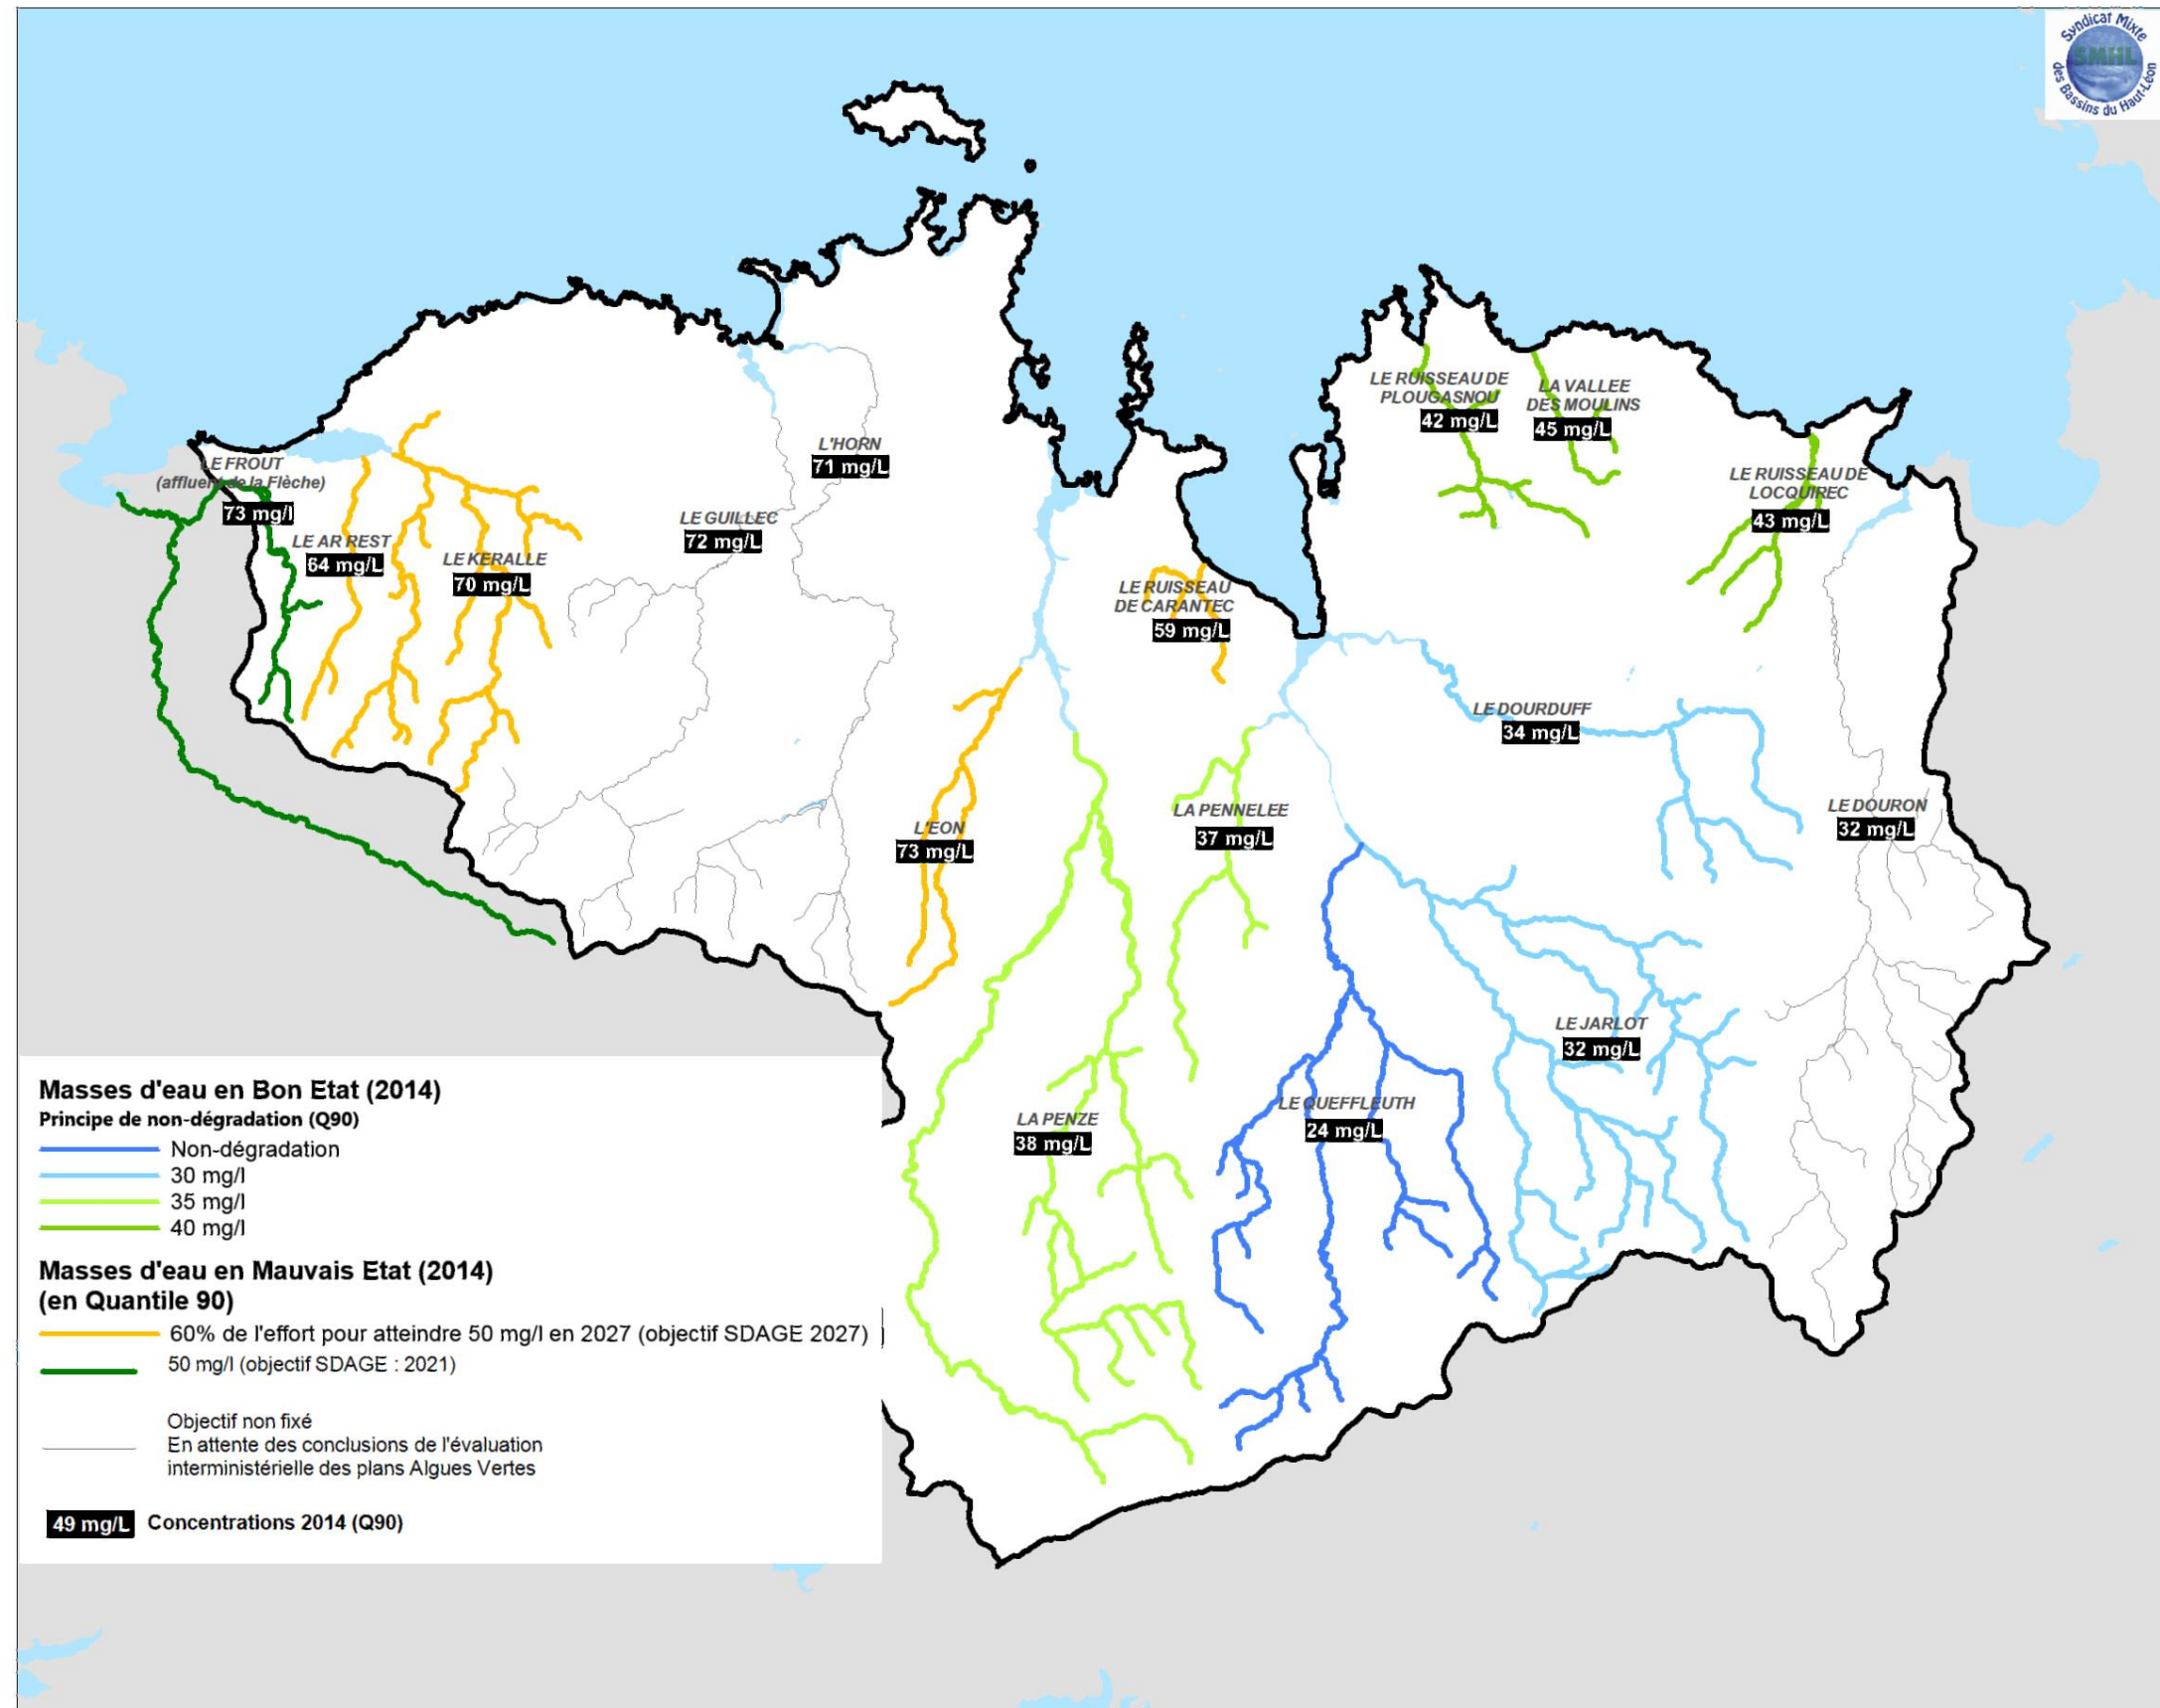 Syndicat Mixte
SMHL
des Bassins du Haut-Léon
LE RUISSEAU DE
PLOUGASNOU
42 mg/L
LA VALLEE
DES MOULINS
45 mg/L
L'HORN
71 mg/L
LE FROUT
(affluent de la Flèche)
73 mg/l
LE RUISSEAU DE
LOCQUIREC
43 mg/L
LE GUILLEC
72 mg/L
LE AR REST
64 mg/L
LE KERALLE
70 mg/L
LE RUISSEAU
DE CARANTEC
59 mg/L
LE DOURDUFF
34 mg/L
LA PENNELEE
37 mg/L
LE DOURON
32 mg/L
L'EON
73 mg/L
LE JARLOT
32 mg/L
LE QUEFFLEUTH
24 mg/L
LA PENZE
38 mg/L
Masses d'eau en Bon Etat (2014)
Principe de non-dégradation (Q90)
Non-dégradation
30 mg/l
35 mg/l
40 mg/l
Masses d'eau en Mauvais Etat (2014)
(en Quantile 90)
60% de l'effort pour atteindre 50 mg/l en 2027 (objectif SDAGE 2027)
50 mg/l (objectif SDAGE : 2021)
Objectif non fixé
En attente des conclusions de l'évaluation
interministérielle des plans Algues Vertes
49 mg/L Concentrations 2014 (Q90)